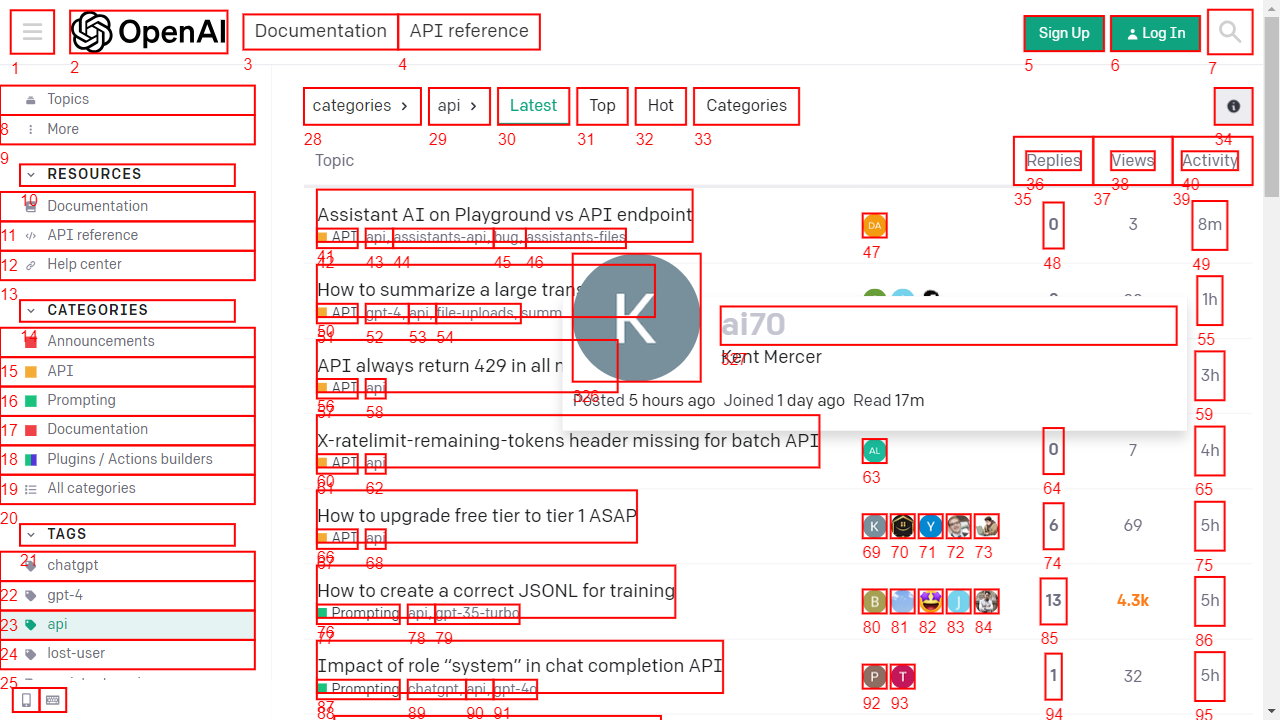 OpenAI
Documentation
API reference
Sign Up
Log In
1
2
3
4
5
6
7
Topics
8
More
9
RESOURCES
10
Documentation
11
API reference
12
Help center
13
CATEGORIES
14
Announcements
15
API
16
Prompting
17
Documentation
18
Plugins / Actions builders
19
All categories
20
TAGS
21
chatgpt
22
gpt-4
23
api
24
lost-user
25
categories
api
Latest
Top
Hot
Categories
28
29
30
31
32
33
34
Topic
Replies
Views
Activity
35
36
37
38
39
40
Assistant AI on Playground vs API endpoint
API
api, assistants-api, bug, assistants-files
DA
0
3
8m
41
42
43
44
45
46
47
48
49
How to summarize a large
API
gpt-4, api, file-uploads, summ
1h
50
51
52
53
54
55
K
ai70
Kent Mercer
326
327
Posted 5 hours ago Joined 1 day ago Read 17m
API always return 429 in all
API
api
3h
56
57
58
59
X-ratelimit-remaining-tokens header missing for batch API
API
api
AL
0
7
4h
60
61
62
63
64
65
How to upgrade free tier to tier 1 ASAP
API
api
K
Y
6
69
5h
66
67
68
69
70
71
72
73
74
75
How to create a correct JSONL for training
Prompting
api, gpt-35-turbo
B
J
13
4.3k
5h
76
77
78
79
80
81
82
83
84
85
86
Impact of role “system” in chat completion API
Prompting
chatgpt, api, gpt-4o
P
T
1
32
5h
87
88
89
90
91
92
93
94
95